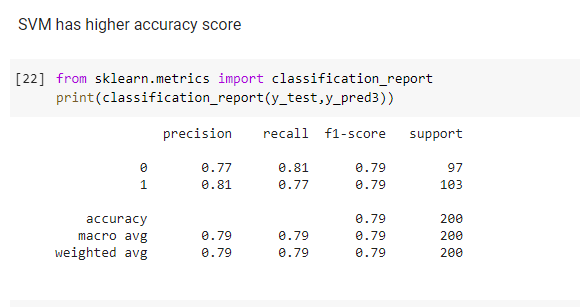 SVM has higher accuracy score
[22] from sklearn.metrics import classification_report
print(classification_report(y_test,y_pred3))
precision recall f1-score support
0 0.77 0.81 0.79 97
1 0.81 0.77 0.79 103
accuracy 0.79 200
macro avg 0.79 0.79 0.79 200
weighted avg 0.79 0.79 0.79 200